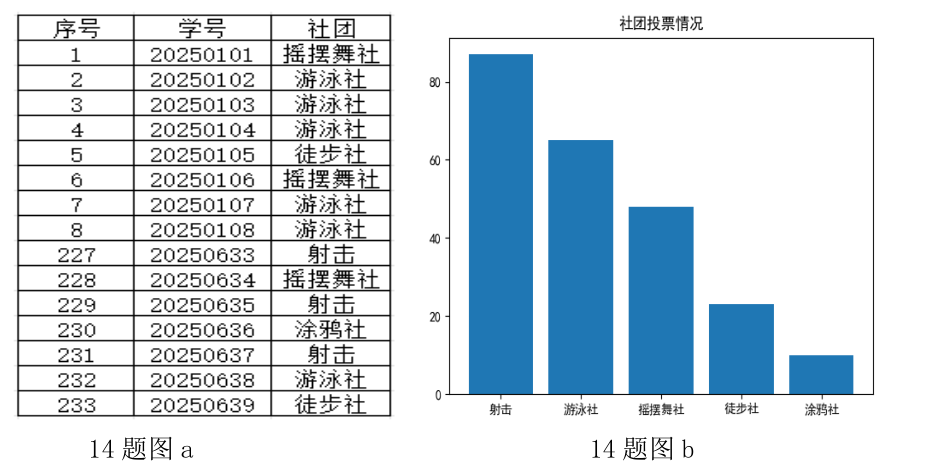 序号 学号 社团
1 20250101 摇摆舞社
2 20250102 游泳社
3 20250103 游泳社
4 20250104 游泳社
5 20250105 徒步社
6 20250106 摇摆舞社
7 20250107 游泳社
8 20250108 游泳社
227 20250633 射击
228 20250634 摇摆舞社
229 20250635 射击
230 20250636 涂鸦社
231 20250637 射击
232 20250638 游泳社
233 20250639 徒步社
14 题图 a
社团投票情况
80
60
40
20
0
射击 游泳社 摇摆舞社 徒步社 涂鸦社
14 题图 b